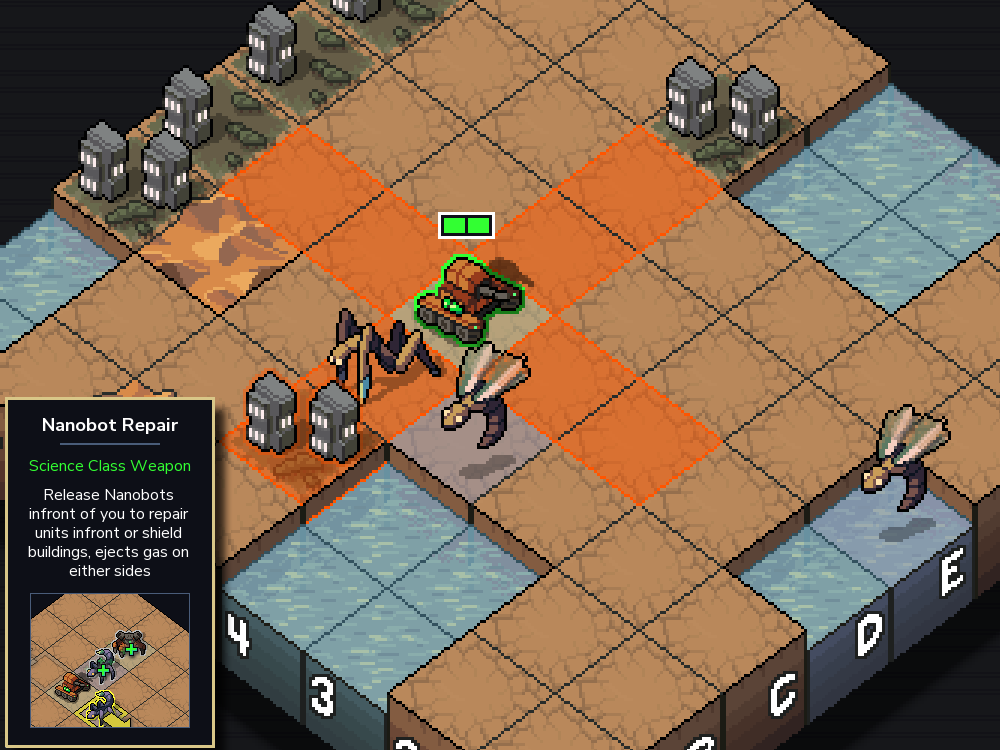 Nanobot Repair
Science Class Weapon
Release Nanobots
infront of you to repair
units infront or shield
buildings, ejects gas on
either sides
E
4
D
3
C